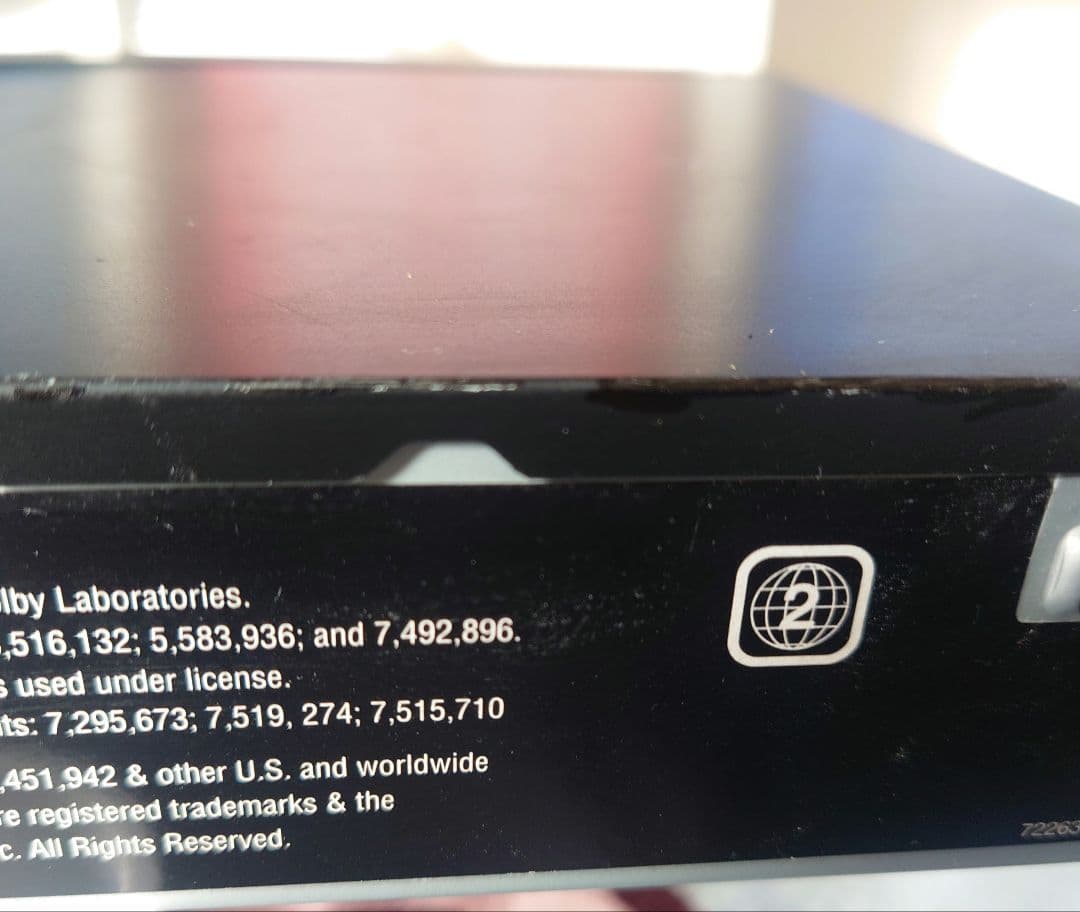 lby Laboratories.
,516,132; 5,583,936; and 7,492,896.
s used under license.
ts: 7,295,673; 7,519, 274; 7,515,710
,451,942 & other U.S. and worldwide
re registered trademarks & the
c. All Rights Reserved.
2
72263